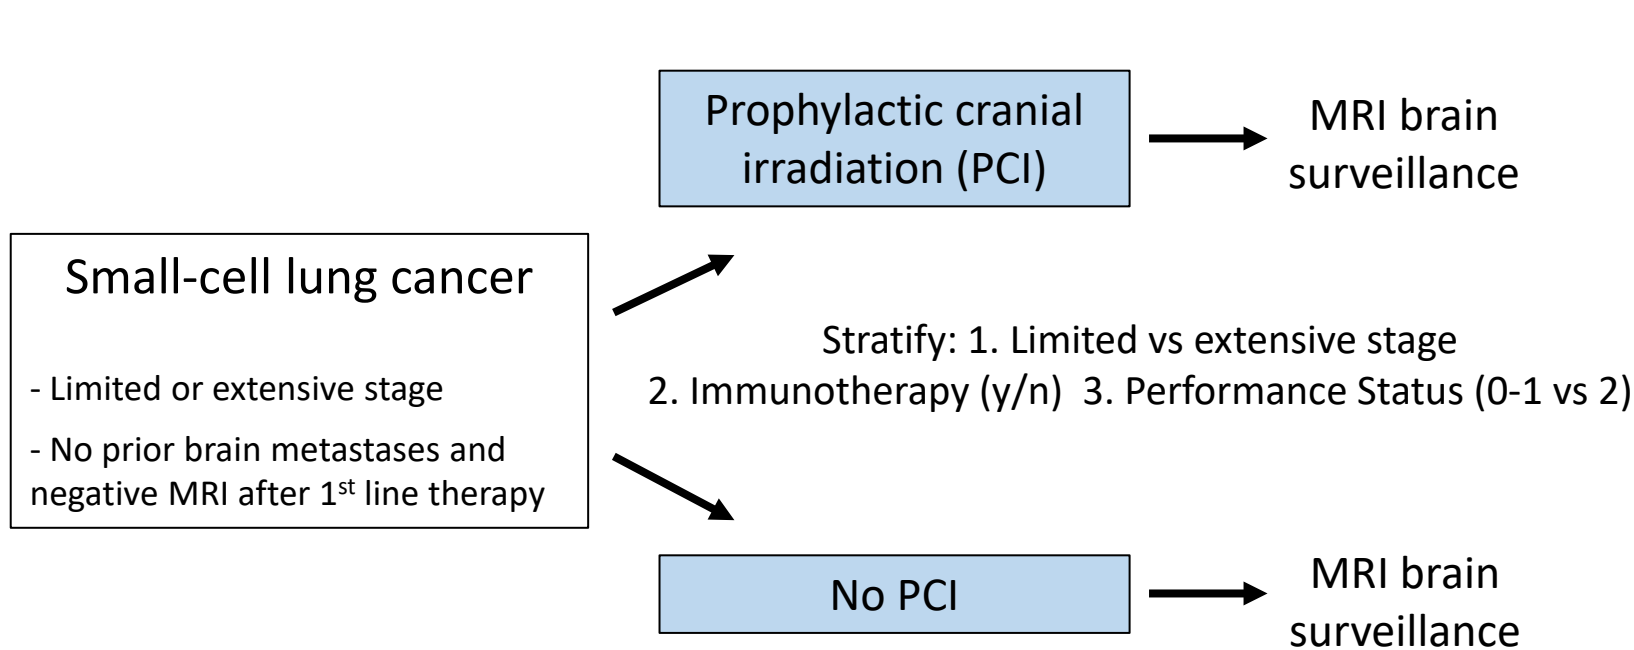 Small-cell lung cancer
- Limited or extensive stage
- No prior brain metastases and
negative MRI after 1st line therapy
Prophylactic cranial
irradiation (PCI)
MRI brain
surveillance
Stratify: 1. Limited vs extensive stage
2. Immunotherapy (y/n)  3. Performance Status (0-1 vs 2)
No PCI
MRI brain
surveillance